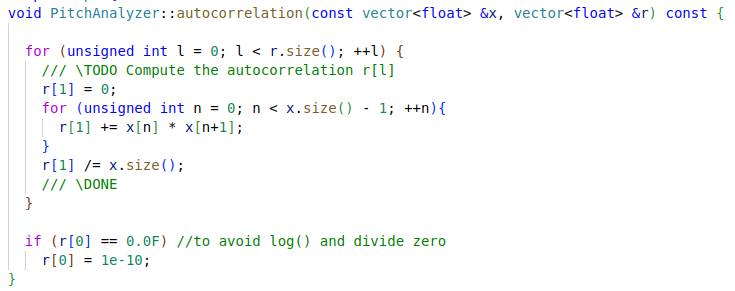 void PitchAnalyzer::autocorrelation(const vector<float> &x, vector<float> &r) const {
for (unsigned int l = 0; l < r.size(); ++l) {
/// \TODO Compute the autocorrelation r[l]
r[1] = 0;
for (unsigned int n = 0; n < x.size() - 1; ++n){
r[1] += x[n] * x[n+1];
}
r[1] /= x.size();
/// \DONE
}
if (r[0] == 0.0F) //to avoid log() and divide zero
r[0] = 1e-10;
}